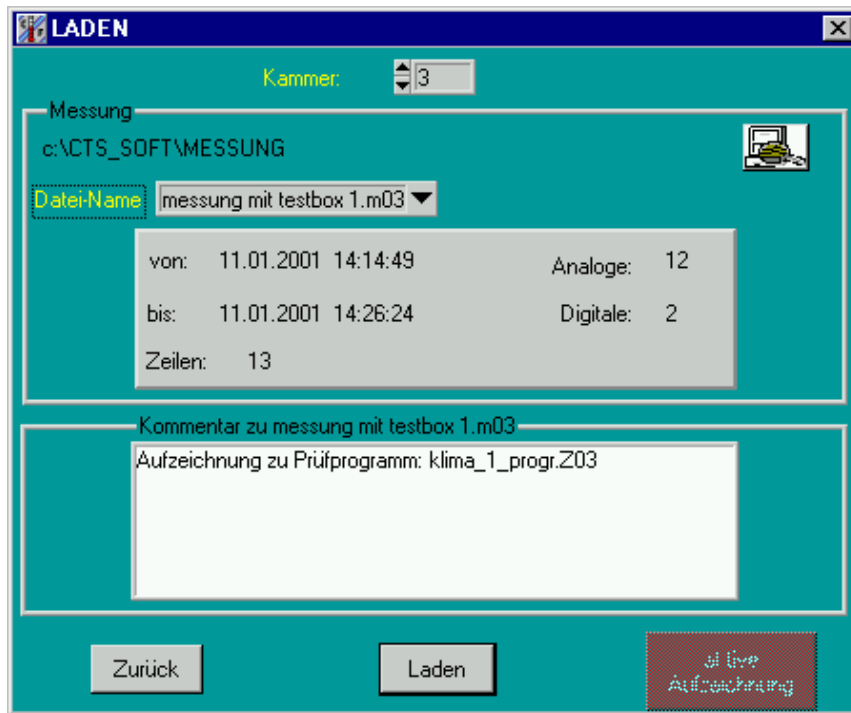 LADEN
Kammer: 3
Messung
c:\CTS_SOFT\MESSUNG
Datei-Name messung mit testbox 1.m03
von: 11.01.2001 14:14:49 Analoge: 12
bis: 11.01.2001 14:26:24 Digitale: 2
Zeilen: 13
Kommentar zu messung mit testbox 1.m03
Aufzeichnung zu Prüfprogramm: klima_1_progr.Z03
Zurück Laden
Aufzeichnung